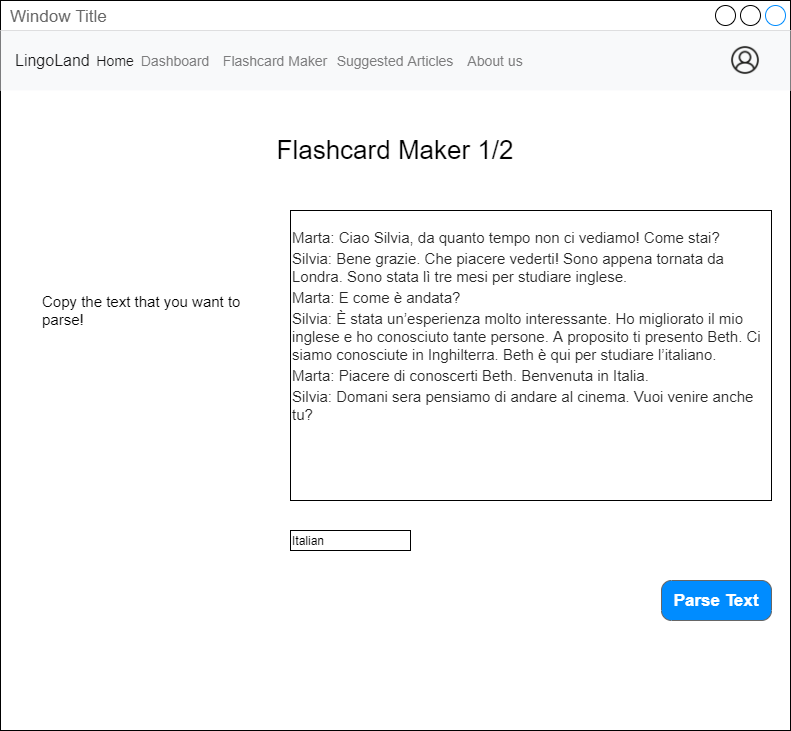 Window Title
LingoLand Home Dashboard Flashcard Maker Suggested Articles About us
Flashcard Maker 1/2
Copy the text that you want to
parse!
Marta: Ciao Silvia, da quanto tempo non ci vediamo! Come stai?
Silvia: Bene grazie. Che piacere vederti! Sono appena tornata da
Londra. Sono stata lì tre mesi per studiare inglese.
Marta: E come è andata?
Silvia: È stata un’esperienza molto interessante. Ho migliorato il mio
inglese e ho conosciuto tante persone. A proposito ti presento Beth. Ci
siamo conosciute in Inghilterra. Beth è qui per studiare l’italiano.
Marta: Piacere di conoscerti Beth. Benvenuta in Italia.
Silvia: Domani sera pensiamo di andare al cinema. Vuoi venire anche
tu?
Italian
Parse Text